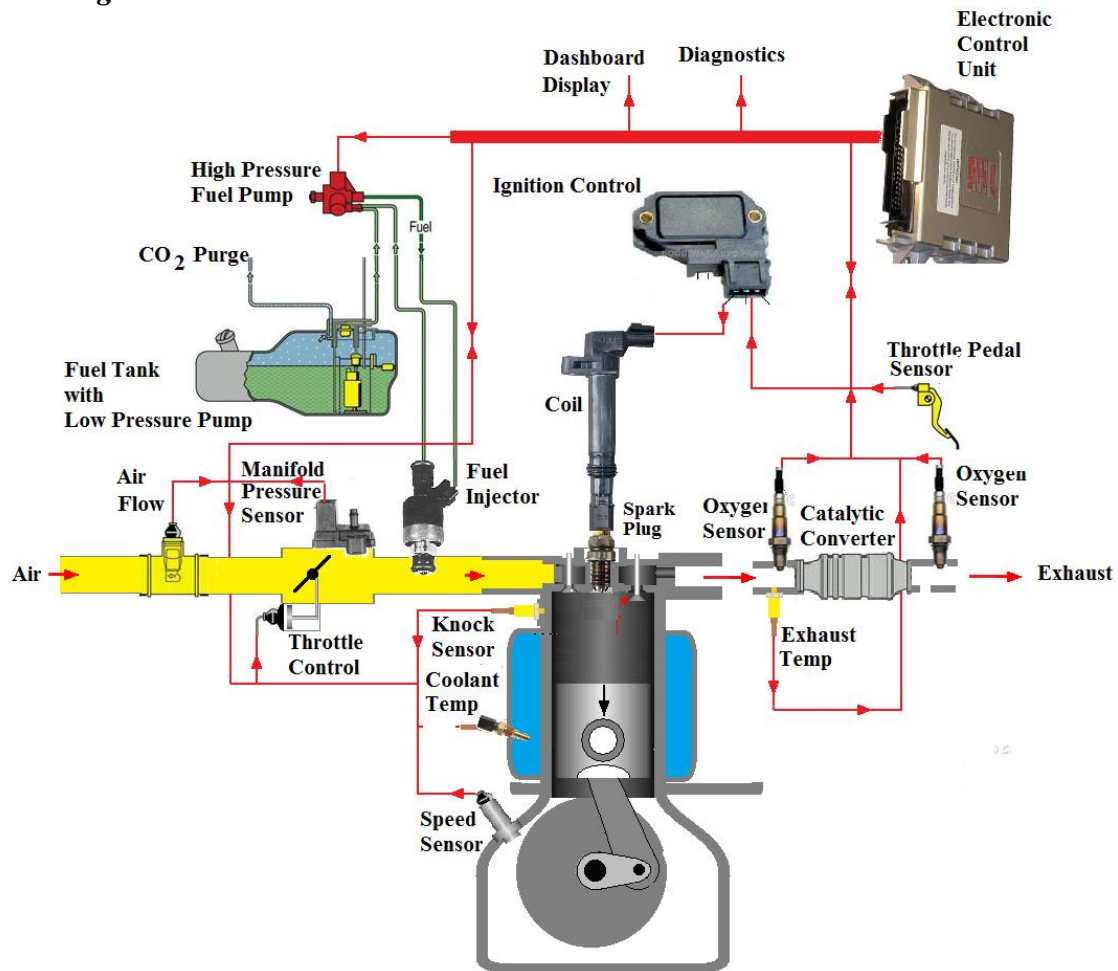 Electronic
Control
Unit
Dashboard
Display
Diagnostics
High Pressure
Fuel Pump
Ignition Control
Fuel
CO2 Purge
Throttle Pedal
Sensor
Fuel Tank
with
Low Pressure Pump
Coil
Air
Flow
Manifold
Pressure
Sensor
Fuel
Injector
Spark
Plug
Oxygen
Sensor
Catalytic
Converter
Oxygen
Sensor
Air
Exhaust
Knock
Sensor
Throttle
Control
Exhaust
Temp
Coolant
Temp
Speed
Sensor